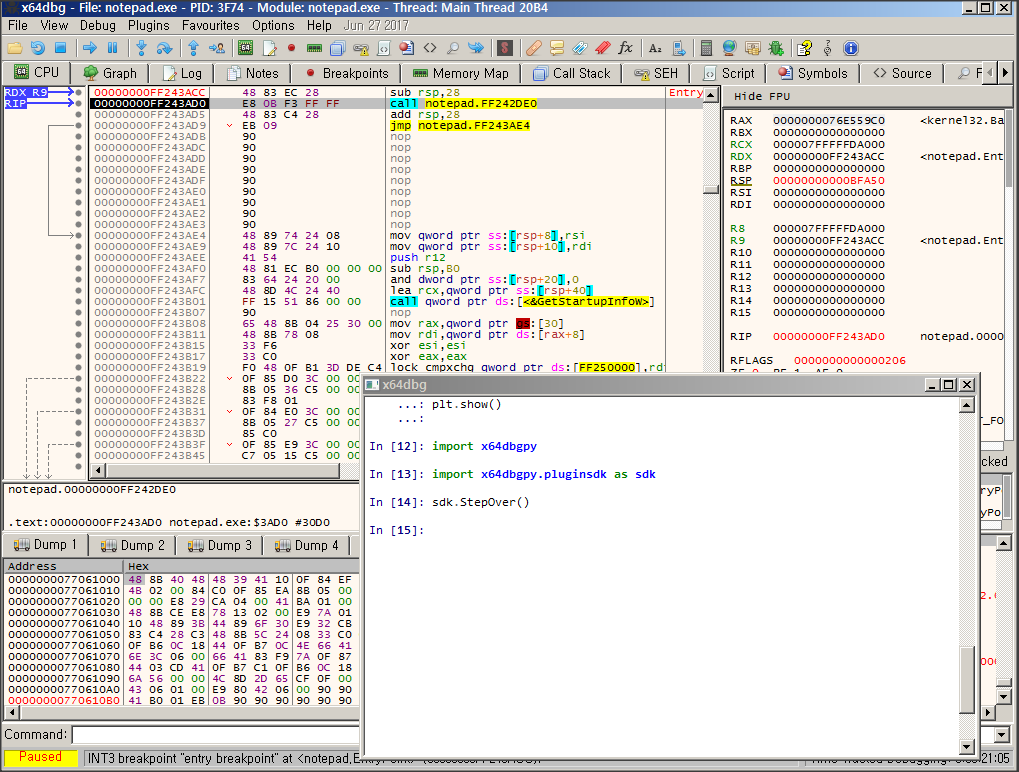 x64dbg - File: notepad.exe - PID: 3F74 - Module: notepad.exe - Thread: Main Thread 20B4
File View Debug Plugins Favourites Options Help Jun 27 2017
CPU Graph Log Notes Breakpoints Memory Map Call Stack SEH Script Symbols Source F
RDX R9
RIP
00000000FF243ACC 48 83 EC 28 sub rsp,28 Entry
00000000FF243AD0 E8 0B F3 FF FF call notepad.FF242DE0
00000000FF243AD5 48 83 C4 28 add rsp,28
00000000FF243AD9 EB 09 jmp notepad.FF243AE4
00000000FF243ADB 90 nop
00000000FF243ADC 90 nop
00000000FF243ADD 90 nop
00000000FF243ADE 90 nop
00000000FF243ADF 90 nop
00000000FF243AE0 90 nop
00000000FF243AE1 90 nop
00000000FF243AE2 90 nop
00000000FF243AE3 90 nop
00000000FF243AE4 48 89 74 24 08 mov qword ptr ss:[rsp+8],rsi
00000000FF243AE9 48 89 7C 24 10 mov qword ptr ss:[rsp+10],rdi
00000000FF243AEE 41 54 push r12
00000000FF243AF0 48 81 EC B0 00 00 00 sub rsp,B0
00000000FF243AF7 83 64 24 20 00 and dword ptr ss:[rsp+20],0
00000000FF243AFC 48 8D 4C 24 40 lea rcx,qword ptr ss:[rsp+40]
00000000FF243B01 FF 15 51 86 00 00 call qword ptr ds:[<&GetStartupInfoW>]
00000000FF243B07 90 nop
00000000FF243B08 65 48 8B 04 25 30 00 mov rax,qword ptr gs:[30]
00000000FF243B11 48 8B 78 08 mov rdi,qword ptr ds:[rax+8]
00000000FF243B15 33 F6 xor esi,esi
00000000FF243B17 33 C0 xor eax,eax
00000000FF243B19 F0 48 0F B1 3D DE C4 lock cmpxchg qword ptr ds:[FF250000],rdi
00000000FF243B22 0F 85 D0 3C 00 00
00000000FF243B28 8B 05 36 C5 00 00
00000000FF243B2E 83 F8 01
00000000FF243B31 0F 84 E0 3C 00 00
00000000FF243B37 8B 05 27 C5 00 00
00000000FF243B3D 85 C0
00000000FF243B3F 0F 85 E9 3C 00 00
00000000FF243B45 C7 05 15 C5 00 00
Hide FPU
RAX 0000000076E559C0 <kernel32.Ba
RBX 0000000000000000
RCX 000007FFFFFDA000
RDX 00000000FF243ACC <notepad.Ent
RBP 0000000000000000
RSP 00000000000BFA50
RSI 0000000000000000
RDI 0000000000000000
R8 000007FFFFFDA000
R9 00000000FF243ACC <notepad.Ent
R10 0000000000000000
R11 0000000000000000
R12 0000000000000000
R13 0000000000000000
R14 0000000000000000
R15 0000000000000000
RIP 00000000FF243AD0 notepad.0000
RFLAGS 0000000000000206
notepad.00000000FF242DE0
.text:00000000FF243AD0 notepad.exe:$3AD0 #30D0
x64dbg
...: plt.show()
...:
In [12]: import x64dbgpy
In [13]: import x64dbgpy.pluginsdk as sdk
In [14]: sdk.StepOver()
In [15]:
Dump 1 Dump 2 Dump 3 Dump 4
Address Hex
0000000077061000 48 8B 40 48 48 39 41 10 0F 84 EF
0000000077061010 4B 02 00 84 C0 0F 85 EA 8B 05 00
0000000077061020 00 00 E8 29 CA 04 00 41 BA 01 00
0000000077061030 48 8B CE E8 78 13 02 00 E9 7A 01
0000000077061040 10 48 89 3B 44 89 6F 30 E9 32 CB
0000000077061050 83 C4 28 C3 48 8B 5C 24 08 33 C0
0000000077061060 0F B6 0C 18 44 0F B7 0C 4E 66 41
0000000077061070 6E 3C 06 00 66 41 83 F9 7A 0F 87
0000000077061080 44 03 CD 41 0F B7 C1 0F B6 0C 18
0000000077061090 6A 56 00 00 4C 8D 2D 65 CF 0F 00
00000000770610A0 43 06 01 00 E9 80 42 06 00 90 90
00000000770610B0 41 B0 01 EB 0B 90 90 90 90 90 90
Command:
Paused INT3 breakpoint "entry breakpoint" at <notepad.EntryPoint> 21:05